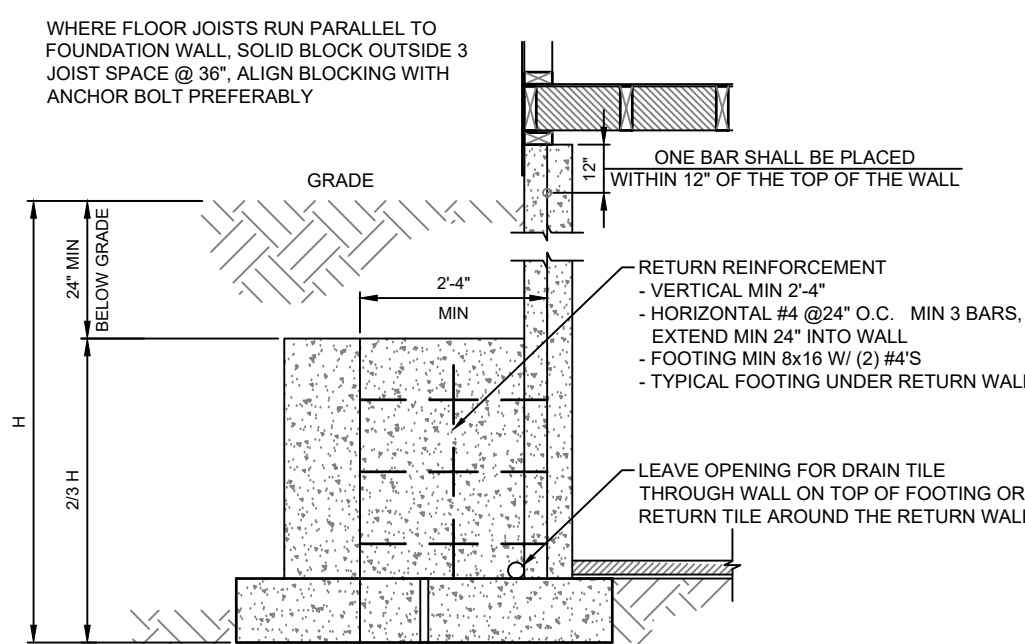 WHERE FLOOR JOISTS RUN PARALLEL TO
FOUNDATION WALL, SOLID BLOCK OUTSIDE 3
JOIST SPACE @ 36", ALIGN BLOCKING WITH
ANCHOR BOLT PREFERABLY
12"
ONE BAR SHALL BE PLACED
WITHIN 12" OF THE TOP OF THE WALL
GRADE
24" MIN
BELOW GRADE
2'-4"
MIN
RETURN REINFORCEMENT
- VERTICAL MIN 2'-4"
- HORIZONTAL #4 @24" O.C. MIN 3 BARS,
EXTEND MIN 24" INTO WALL
- FOOTING MIN 8x16 W/ (2) #4'S
- TYPICAL FOOTING UNDER RETURN WALL
H
2/3 H
LEAVE OPENING FOR DRAIN TILE
THROUGH WALL ON TOP OF FOOTING OR
RETURN TILE AROUND THE RETURN WALL